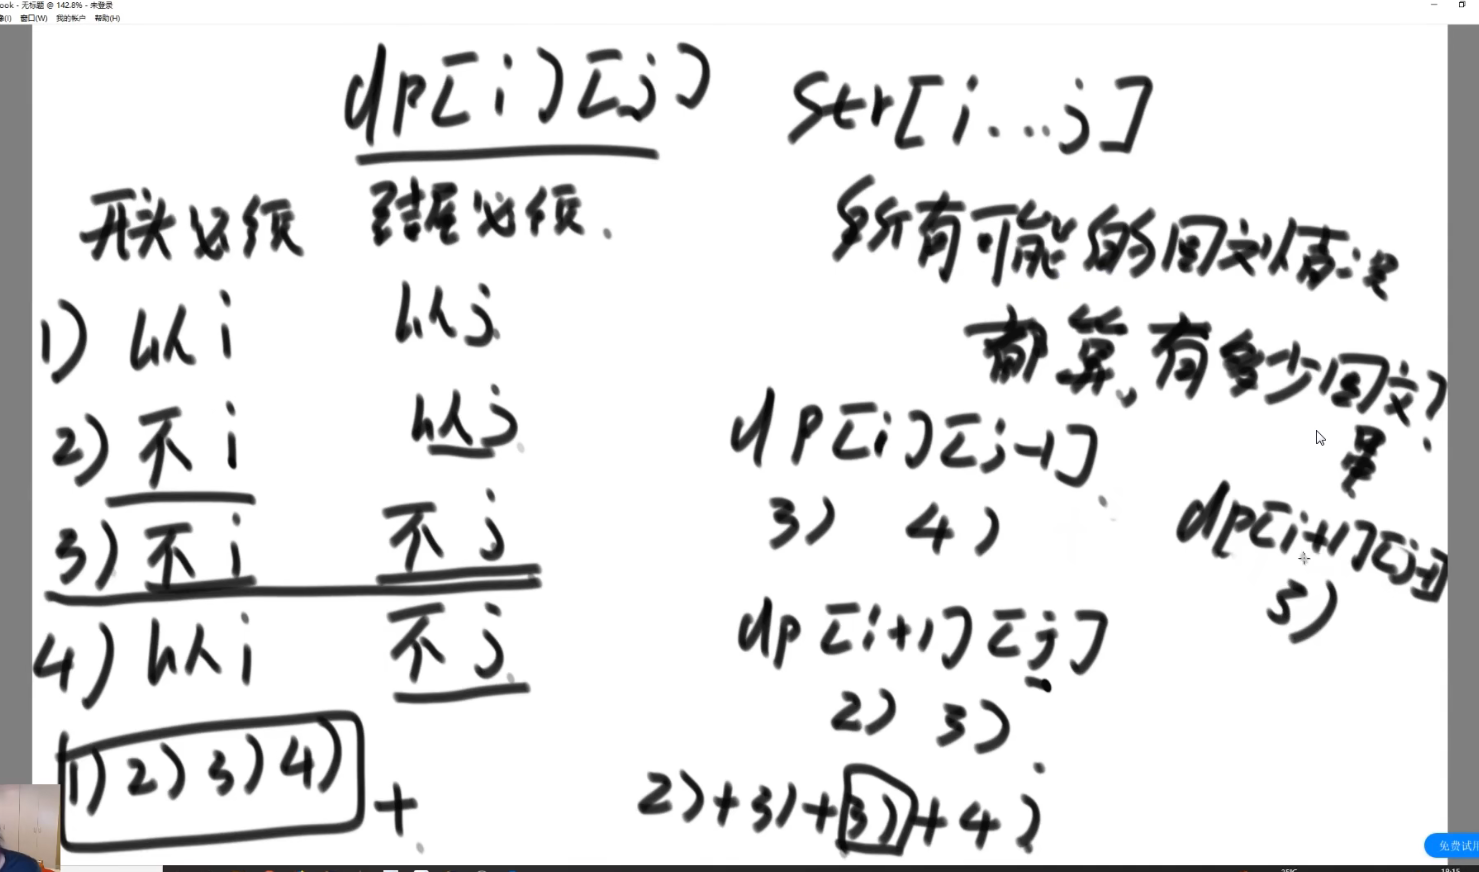 ook - 无标题 @ 142.8% - 未登录
(I) 窗口(W) 我的帐户 帮助(H)
dp[i][j] str[i...j]
开头必须 结尾必须.
所有可能的回文
都算,有多少回文?
1) 以i 以j
2) 不i 以j
3) 不i 不j
4) 以i 不j
dp[i][j-1]
3) 4)
dp[i+1][j-1]
3)
dp[i+1][j]
2) 3)
1) 2) 3) 4) +
2)+3)+3)+4)
免费试用